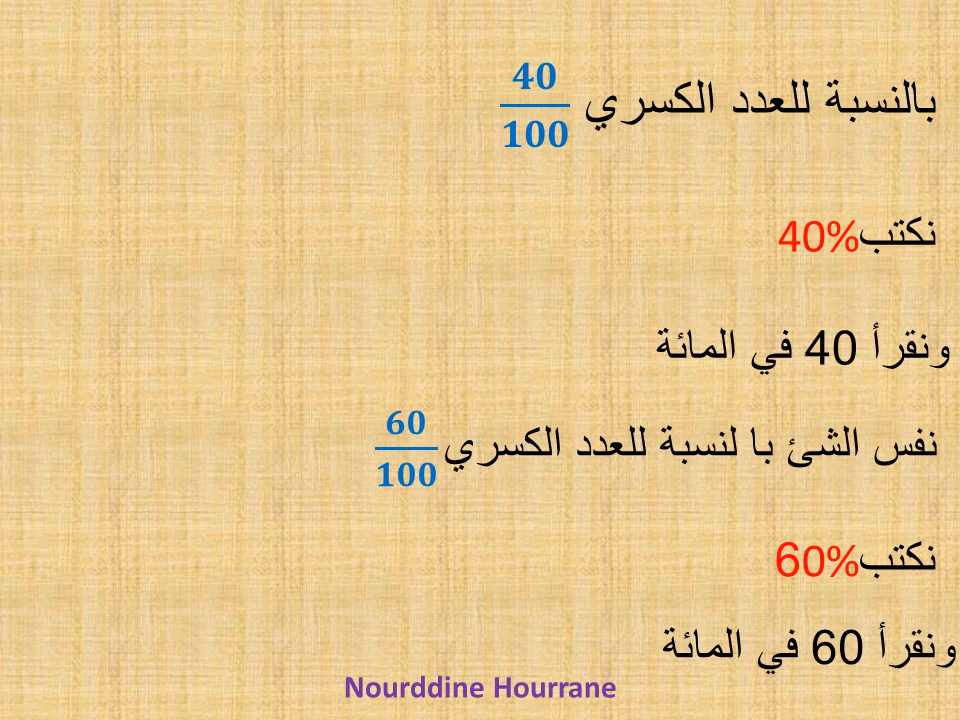 بالنسبة للعدد الكسري 40/100
نكتب40%
ونقرأ 40 في المائة
نفس الشئ با لنسبة للعدد الكسري 60/100
نكتب60%
ونقرأ 60 في المائة
Nourddine Hourrane